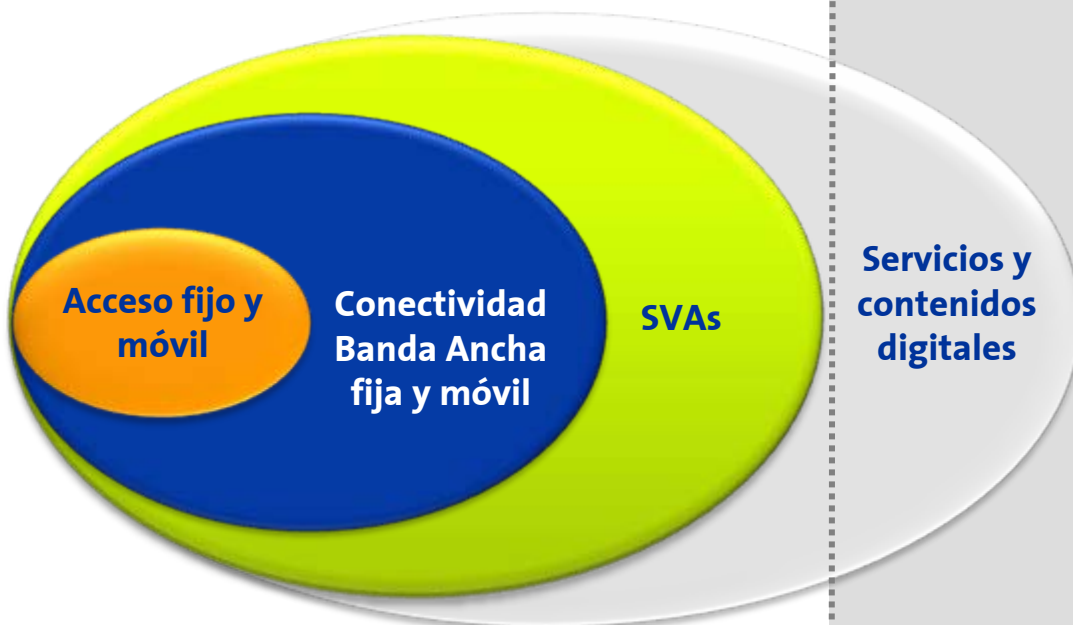 Acceso fijo y
móvil
Conectividad
Banda Ancha
fija y móvil
SVAs
Servicios y
contenidos
digitales